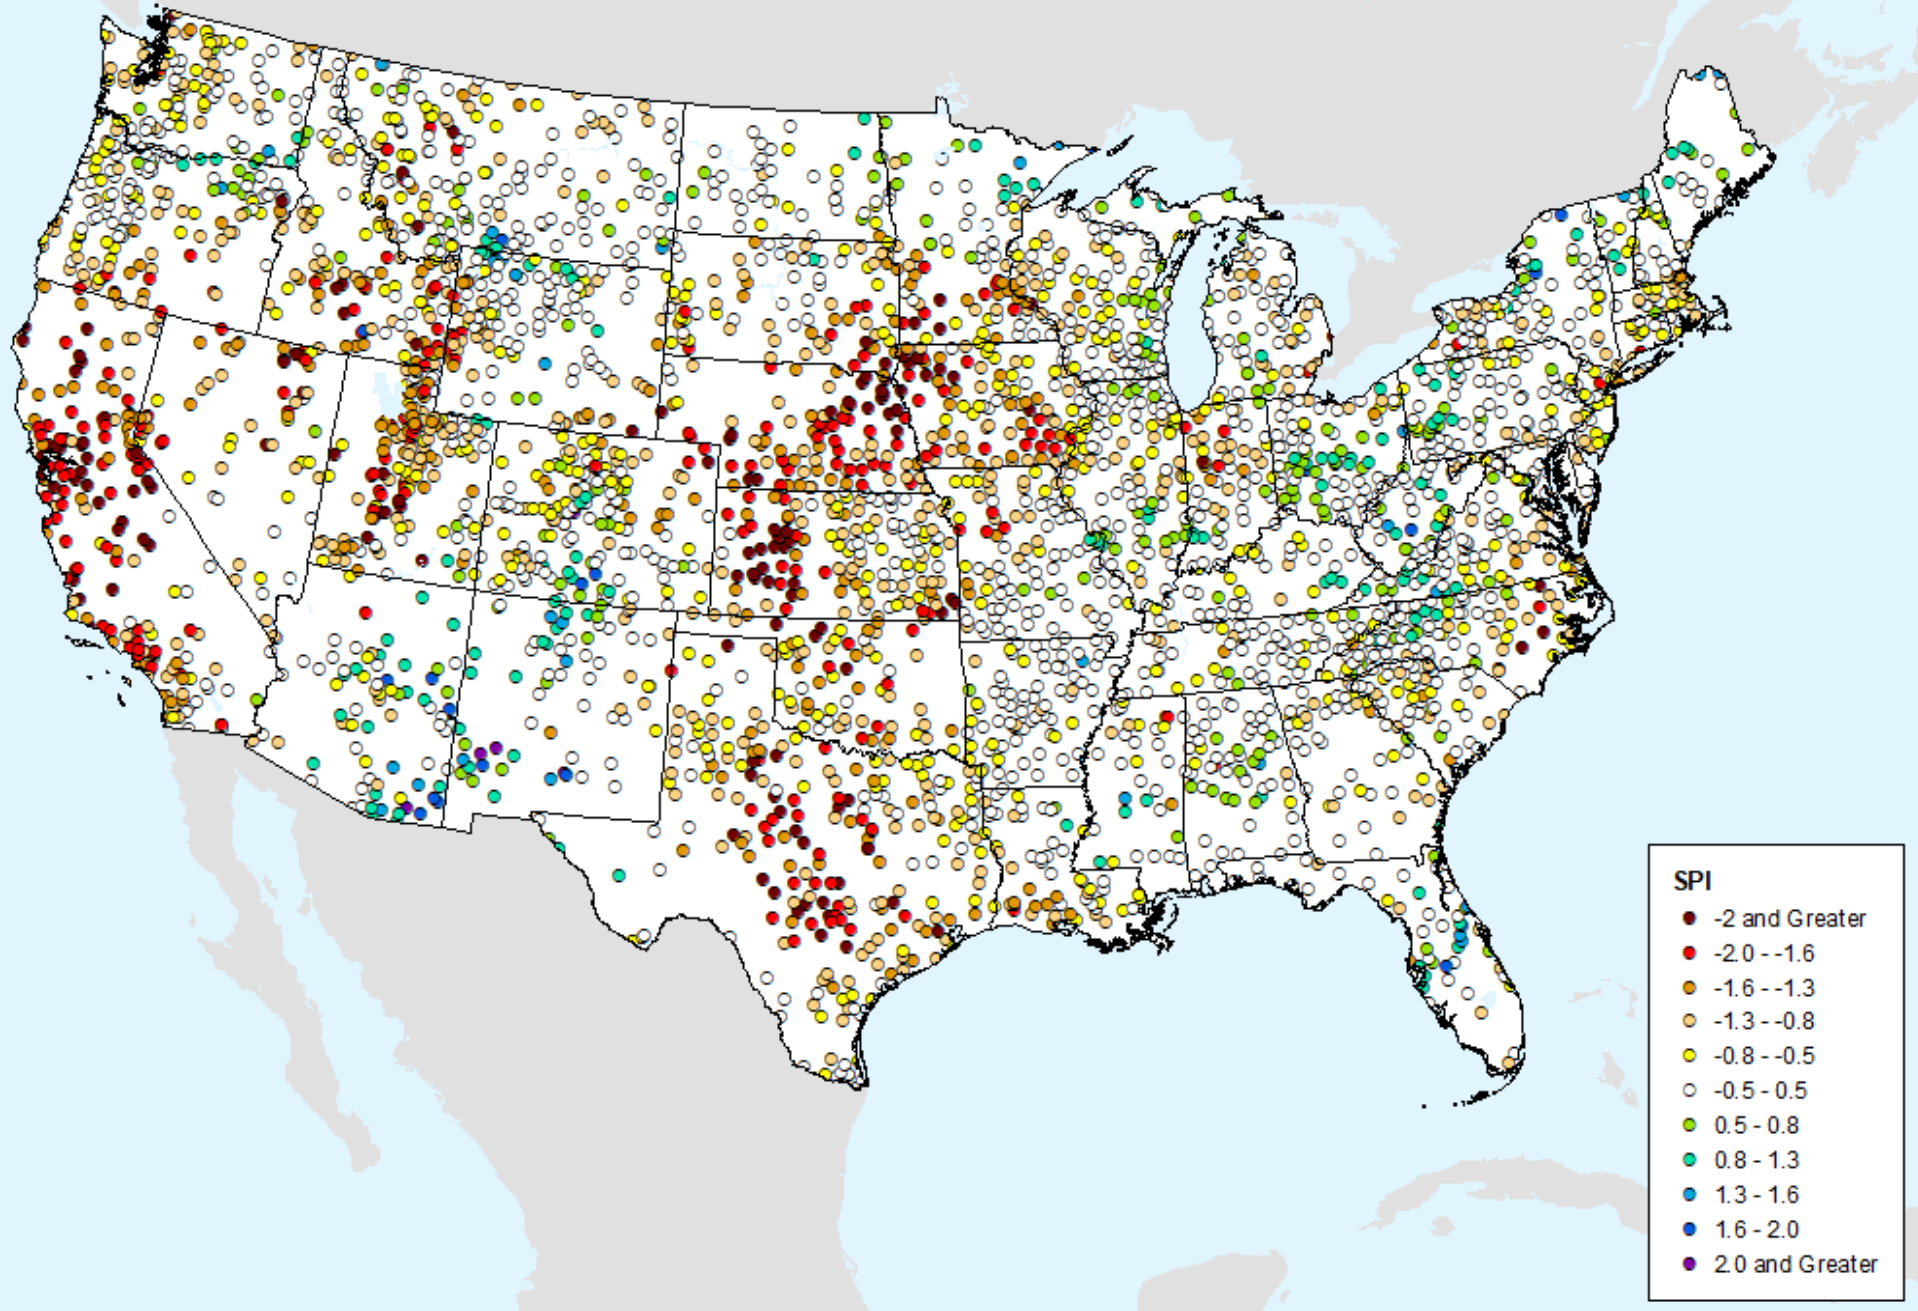 SPI
-2 and Greater
-2.0 - -1.6
-1.6 - -1.3
-1.3 - -0.8
-0.8 - -0.5
-0.5 - 0.5
0.5 - 0.8
0.8 - 1.3
1.3 - 1.6
1.6 - 2.0
2.0 and Greater